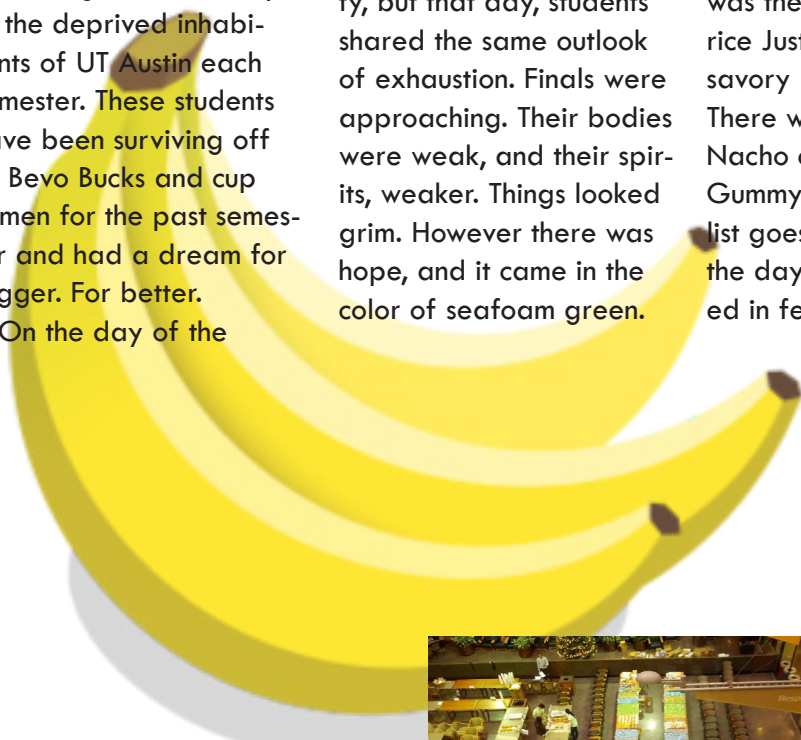 the deprived inhabi-
nts of UT Austin each
mester. These students
ve been surviving off
Bevo Bucks and cup
men for the past semes-
r and had a dream for
gger. For better.
On the day of the
ty, but that day, students
shared the same outlook
of exhaustion. Finals were
approaching. Their bodies
were weak, and their spir-
its, weaker. Things looked
grim. However there was
hope, and it came in the
color of seafoam green.
was the
rice Just
savory
There w
Nacho
Gummy
list goes
the day
ed in fe